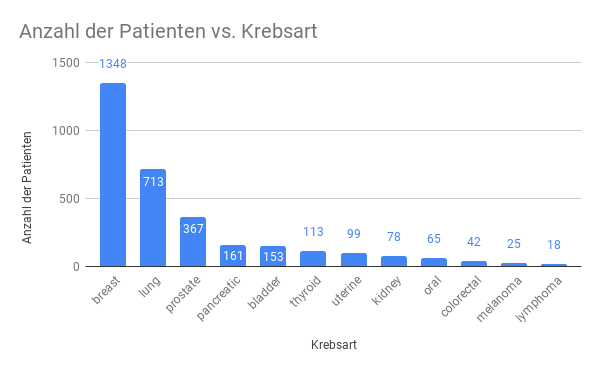 Anzahl der Patienten vs. Krebsart
Anzahl der Patienten
1500
1000
500
0
1348
713
367
161
153
113
99
78
65
42
25
18
breast
lung
prostate
pancreatic
bladder
thyroid
uterine
kidney
oral
colorectal
melanoma
lymphoma
Krebsart